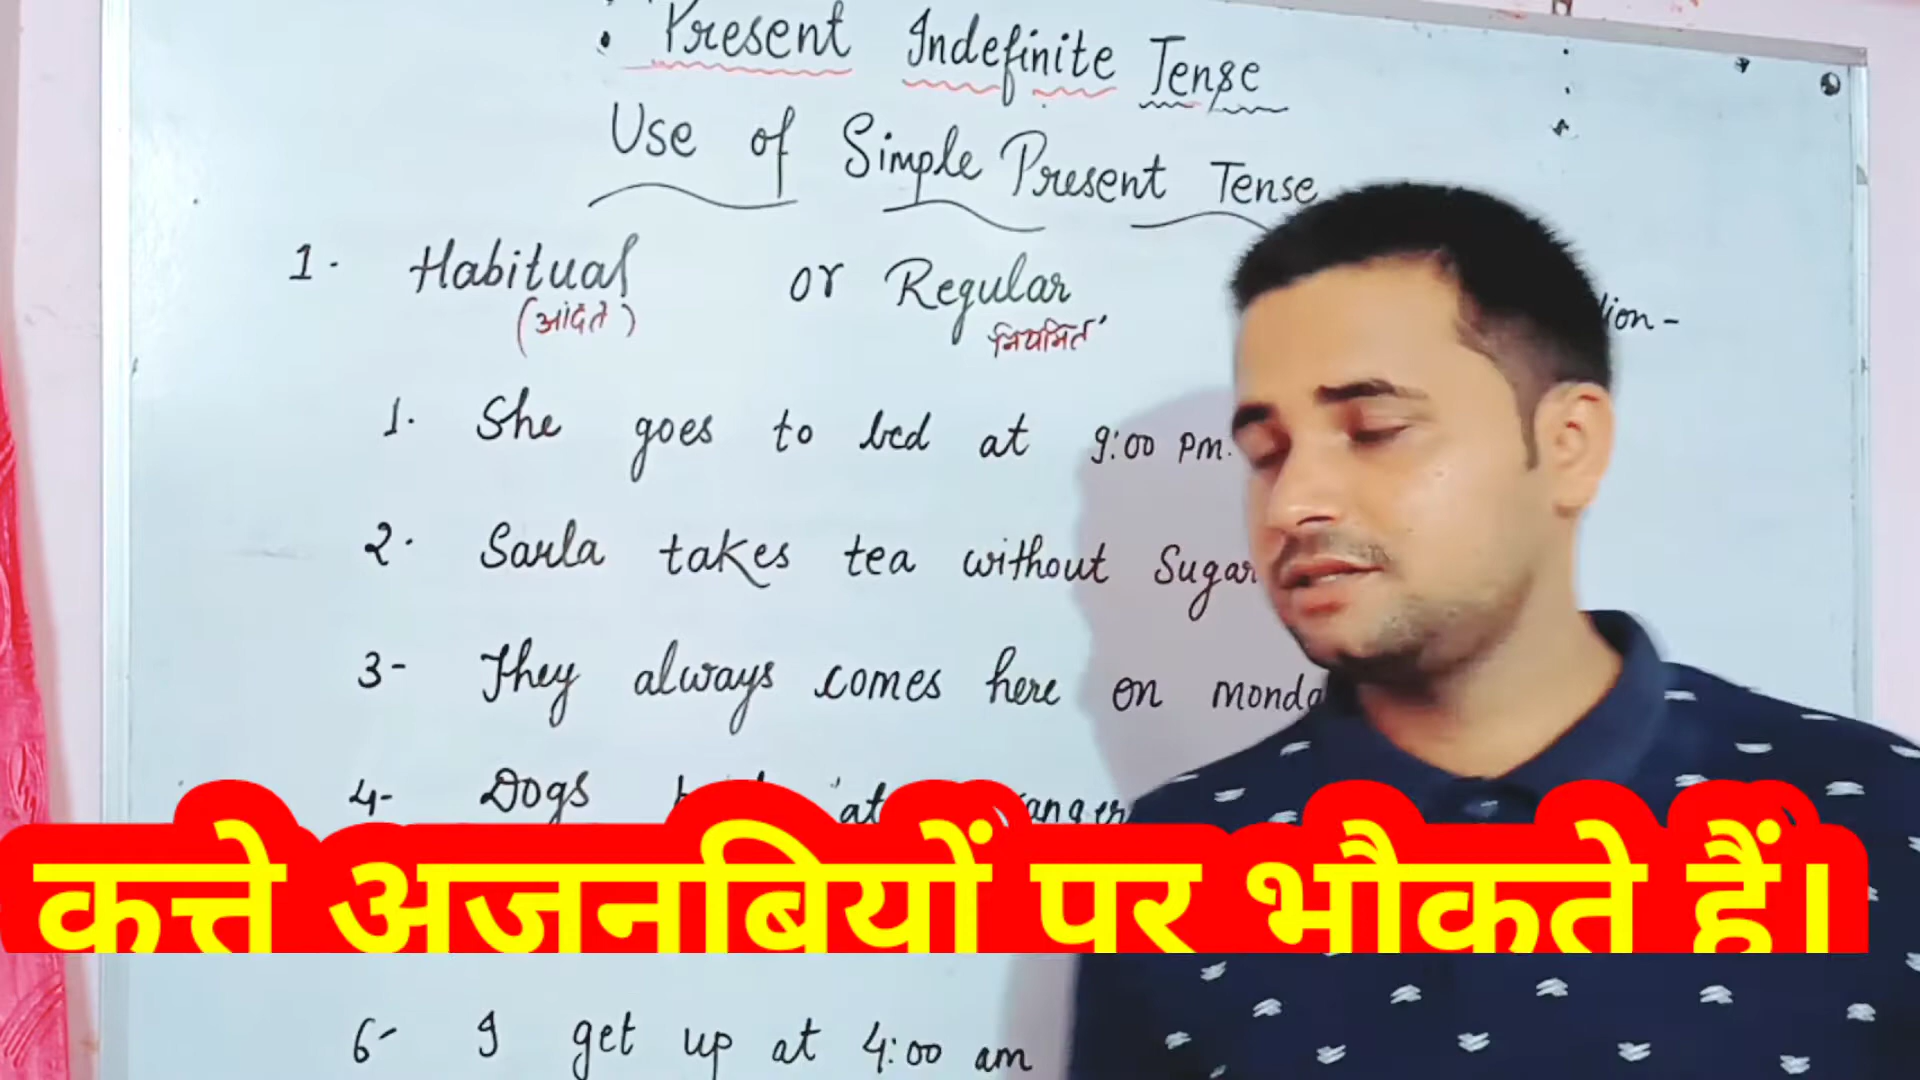 Present Indefinite Tense
Use of Simple Present Tense
1. Habitual or Regular
(आदतें) नियमित
1. She goes to bed at 9:00 pm.
2. Sarla takes tea without Sugar
3- They always comes here on monda
4- Dogs at
कुत्ते अजनबियों पर भौकते हैं।
6- I get up at 4:00 am